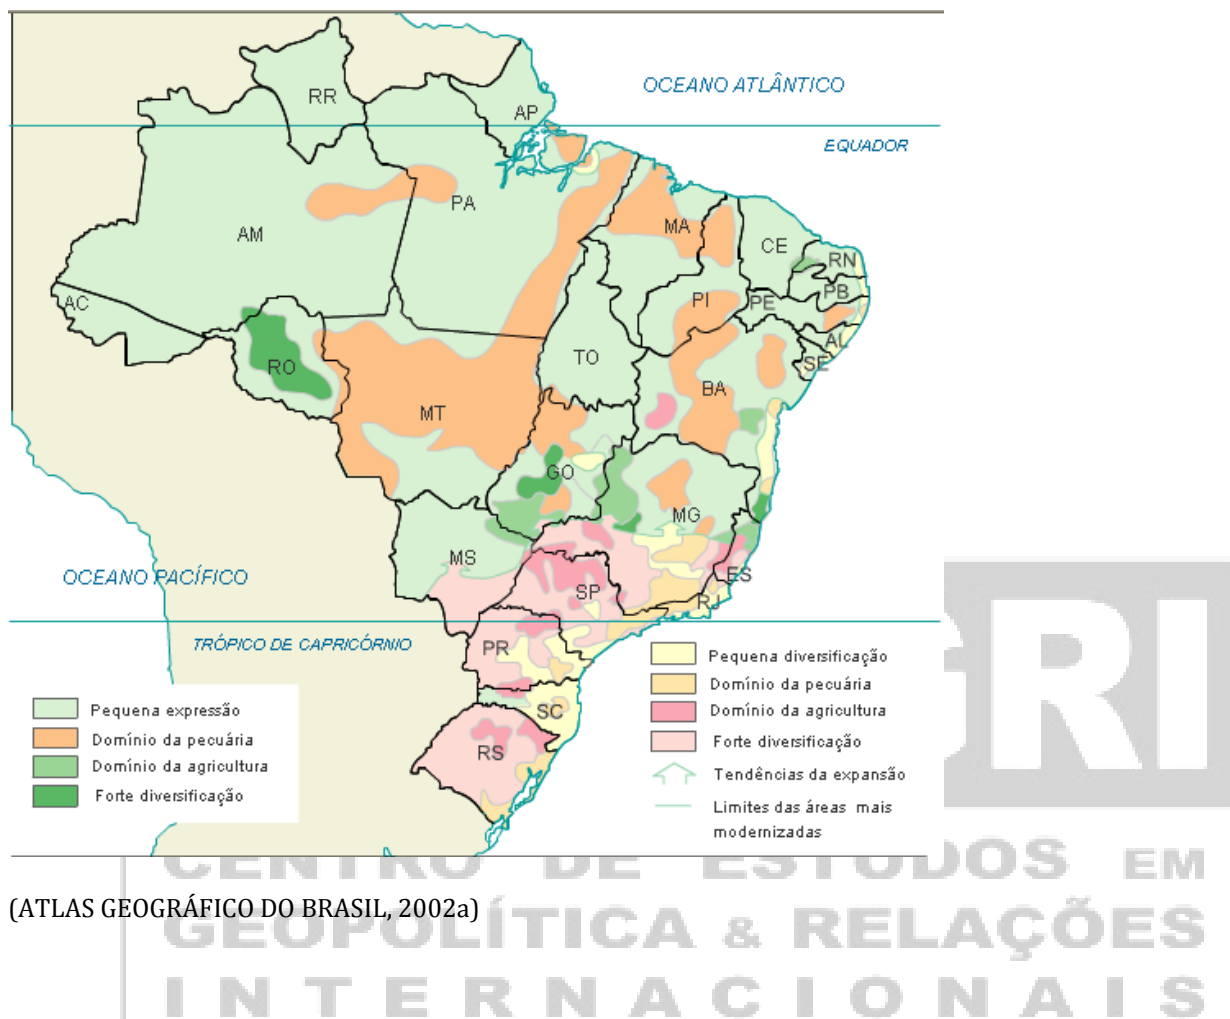 RR
AP
OCEANO ATLÂNTICO
EQUADOR
PA
AM
MA
CE
RN
AC
PI
PE
PB
AL
SE
RO
TO
BA
MT
GO
MG
MS
ES
OCEANO PACÍFICO
SP
RJ
TRÓPICO DE CAPRICÓRNIO
PR
SC
RS
Pequena expressão
Domínio da pecuária
Domínio da agricultura
Forte diversificação
Pequena diversificação
Domínio da pecuária
Domínio da agricultura
Forte diversificação
Tendências da expansão
Limites das áreas mais
modernizadas
GRI
CENTRO DE ESTUDOS EM
(ATLAS GEOGRÁFICO DO BRASIL, 2002a)
GEOPOLÍTICA & RELAÇÕES
INTERNACIONAIS